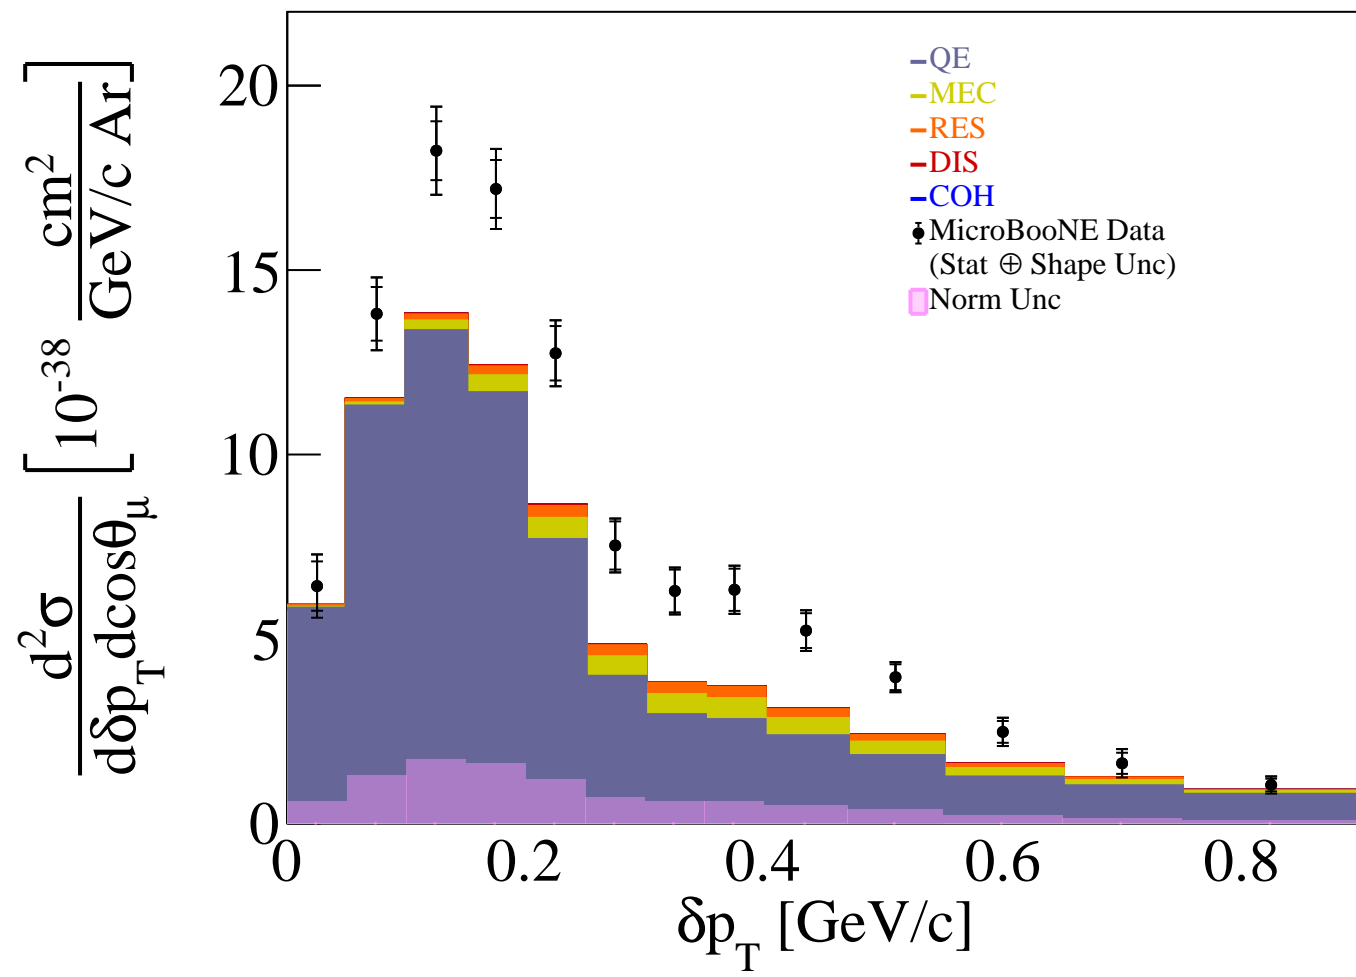 d²σ
dδp_T dcosθ_μ
[10⁻³⁸ cm²
GeV/c Ar]
20
15
10
5
0
QE
MEC
RES
DIS
COH
MicroBooNE Data
(Stat ⊕ Shape Unc)
Norm Unc
0 0.2 0.4 0.6 0.8
δp_T [GeV/c]